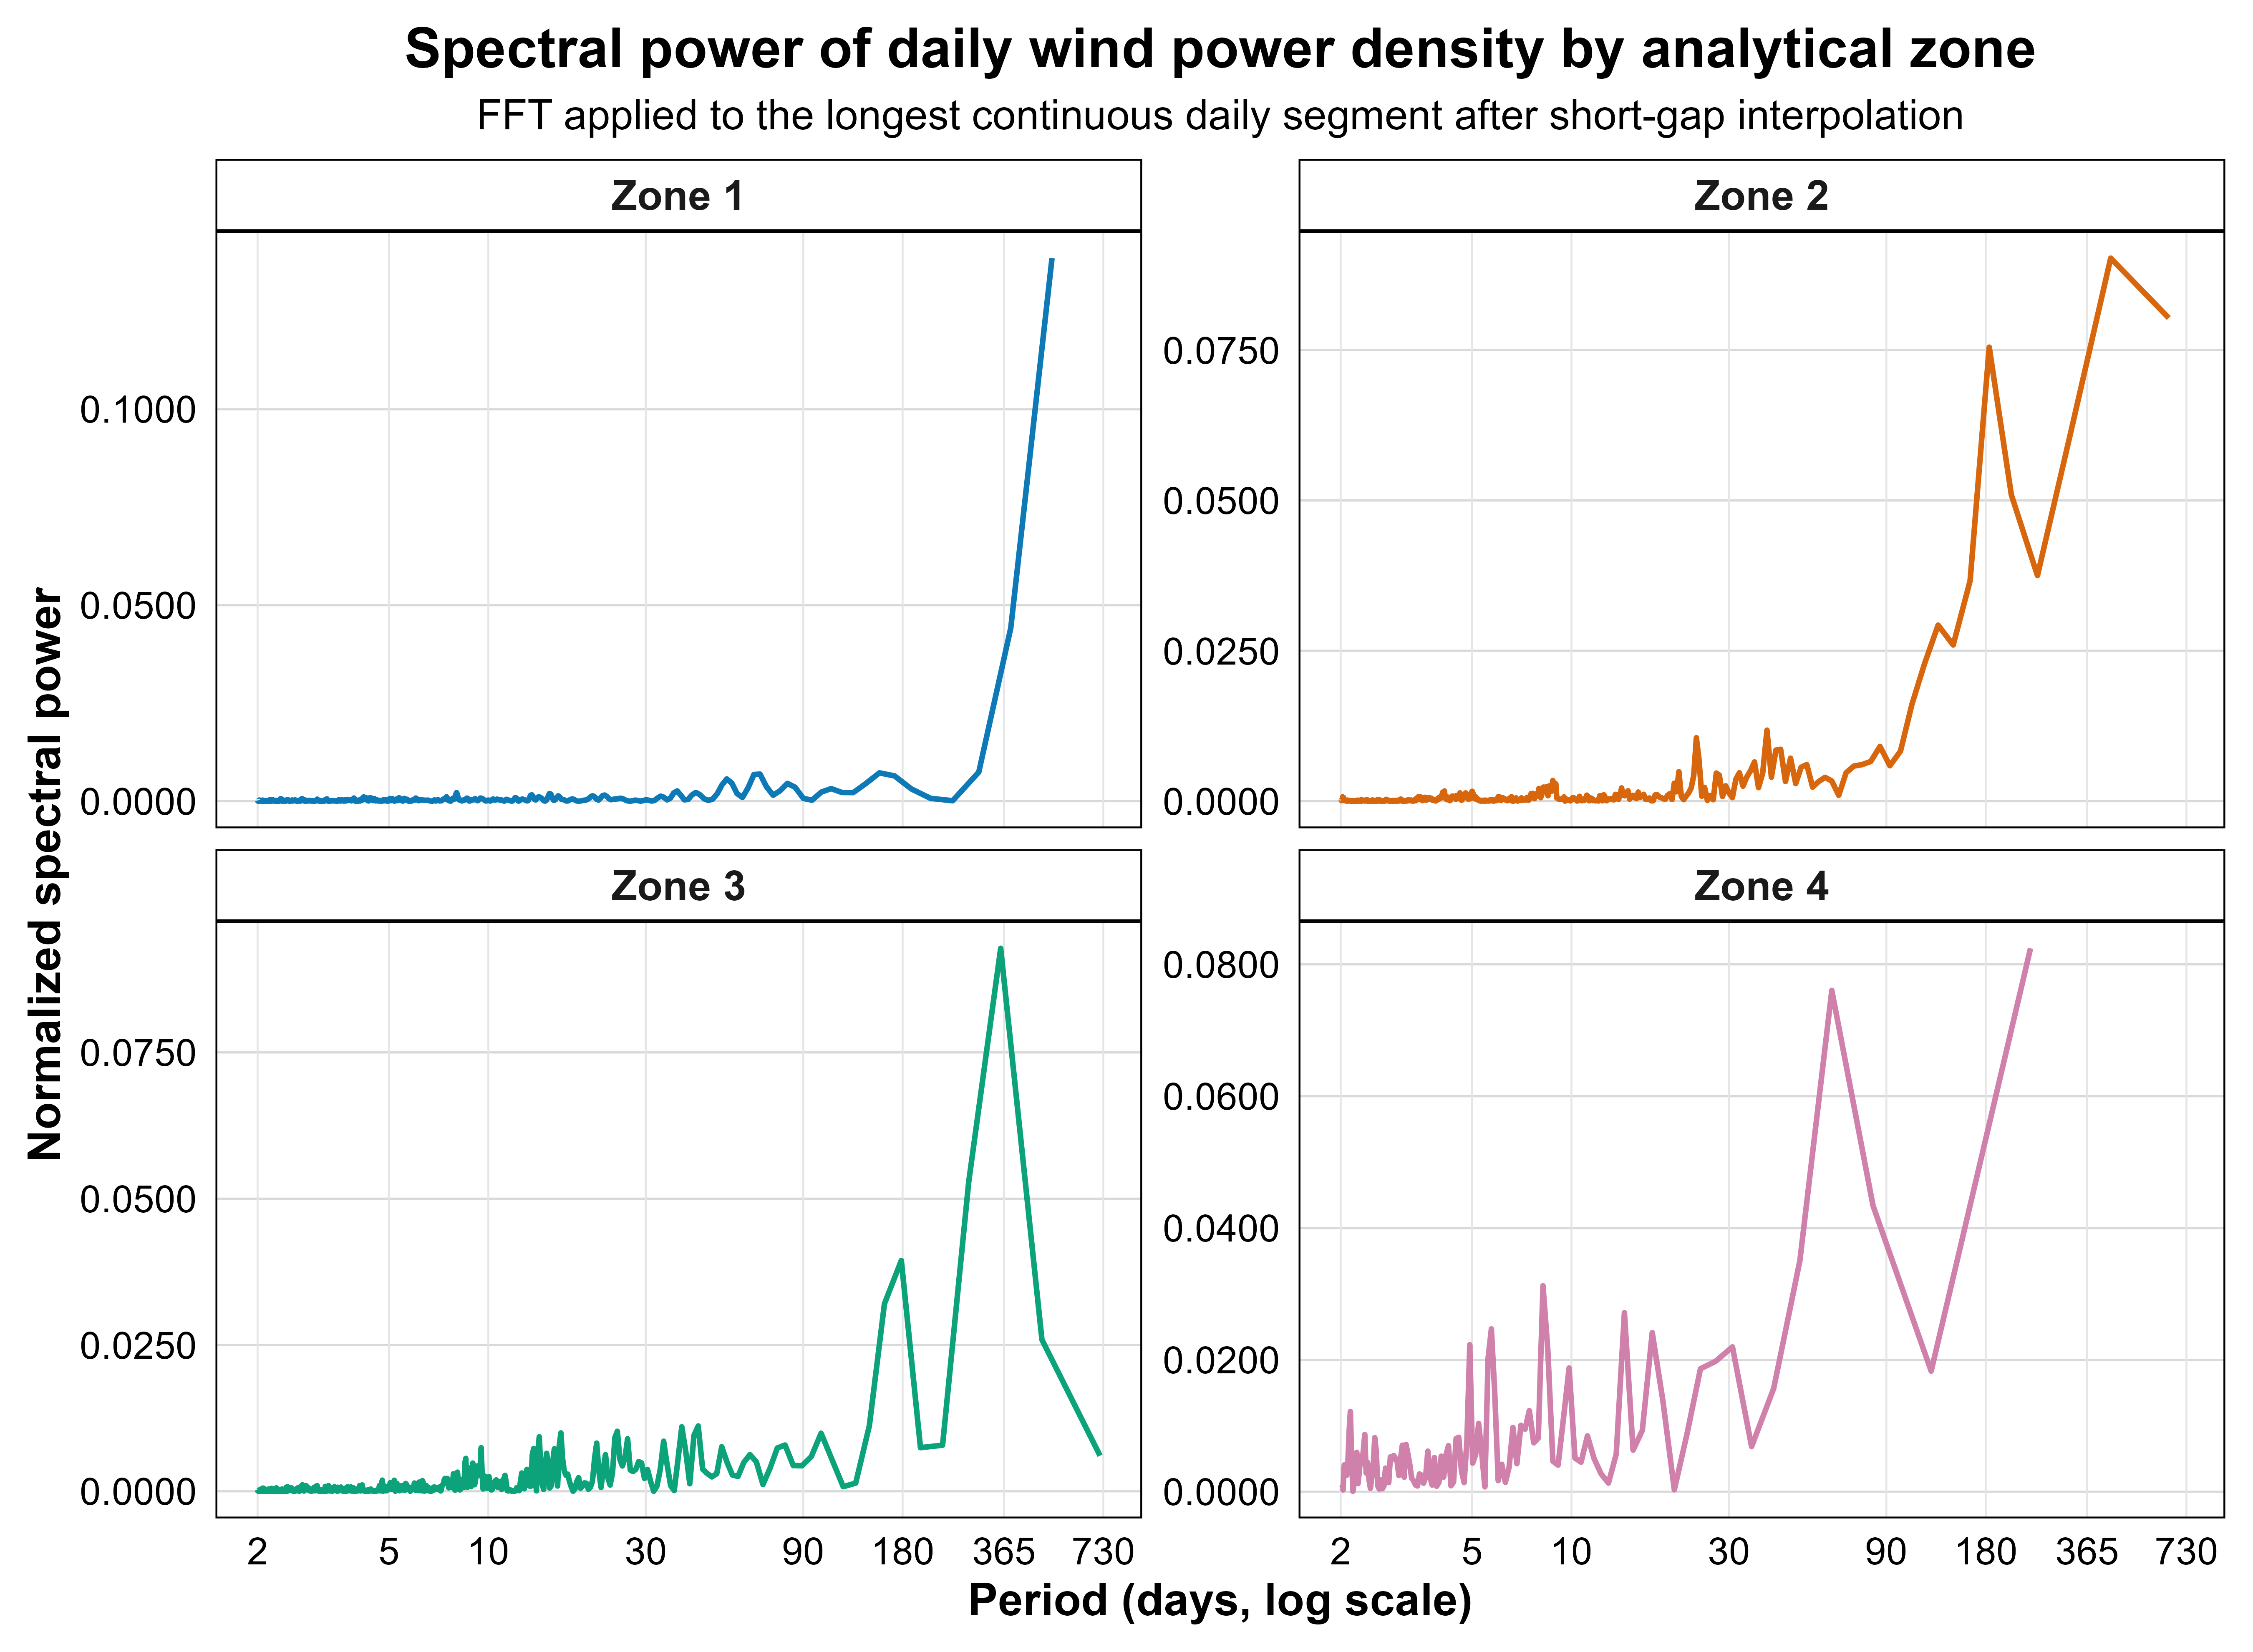 Spectral power of daily wind power density by analytical zone
FFT applied to the longest continuous daily segment after short-gap interpolation
Zone 1
Zone 2
0.1000
0.0500
0.0000
0.0750
0.0500
0.0250
0.0000
Normalized spectral power
Zone 3
Zone 4
0.0750
0.0500
0.0250
0.0000
0.0800
0.0600
0.0400
0.0200
0.0000
2 5 10 30 90 180 365 730
2 5 10 30 90 180 365 730
Period (days, log scale)